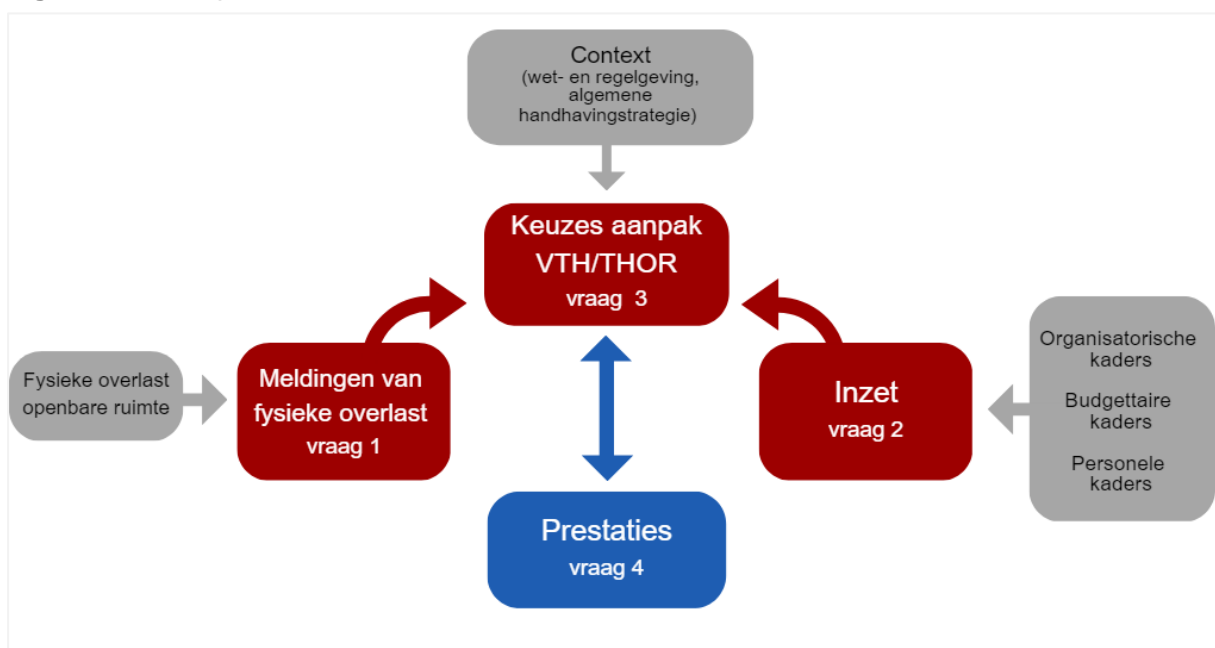 Context
(wet- en regelgeving,
algemene
handhavingstrategie)
Keuzes aanpak
VTH/THOR
vraag 3
Fysieke overlast
openbare ruimte
Meldingen van
fysieke overlast
vraag 1
Inzet
vraag 2
Organisatorische
kaders
Budgettaire
kaders
Personele
kaders
Prestaties
vraag 4